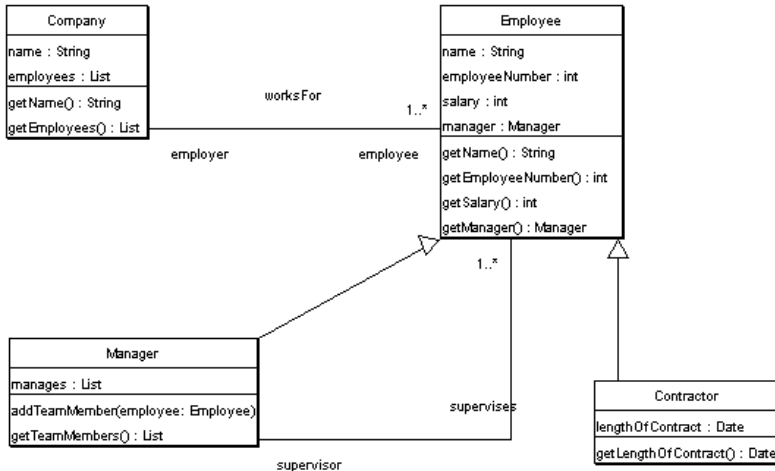 Company
name : String
employees : List
getName() : String
getEmployees() : List
worksFor
1..*
employer
employee
Employee
name : String
employeeNumber : int
salary : int
manager : Manager
getName() : String
getEmployeeNumber() : int
getSalary() : int
getManager() : Manager
1..*
Manager
manages : List
addTeamMember(employee: Employee)
getTeamMembers() : List
supervises
supervisor
Contractor
lengthOfContract : Date
getLengthOfContract() : Date